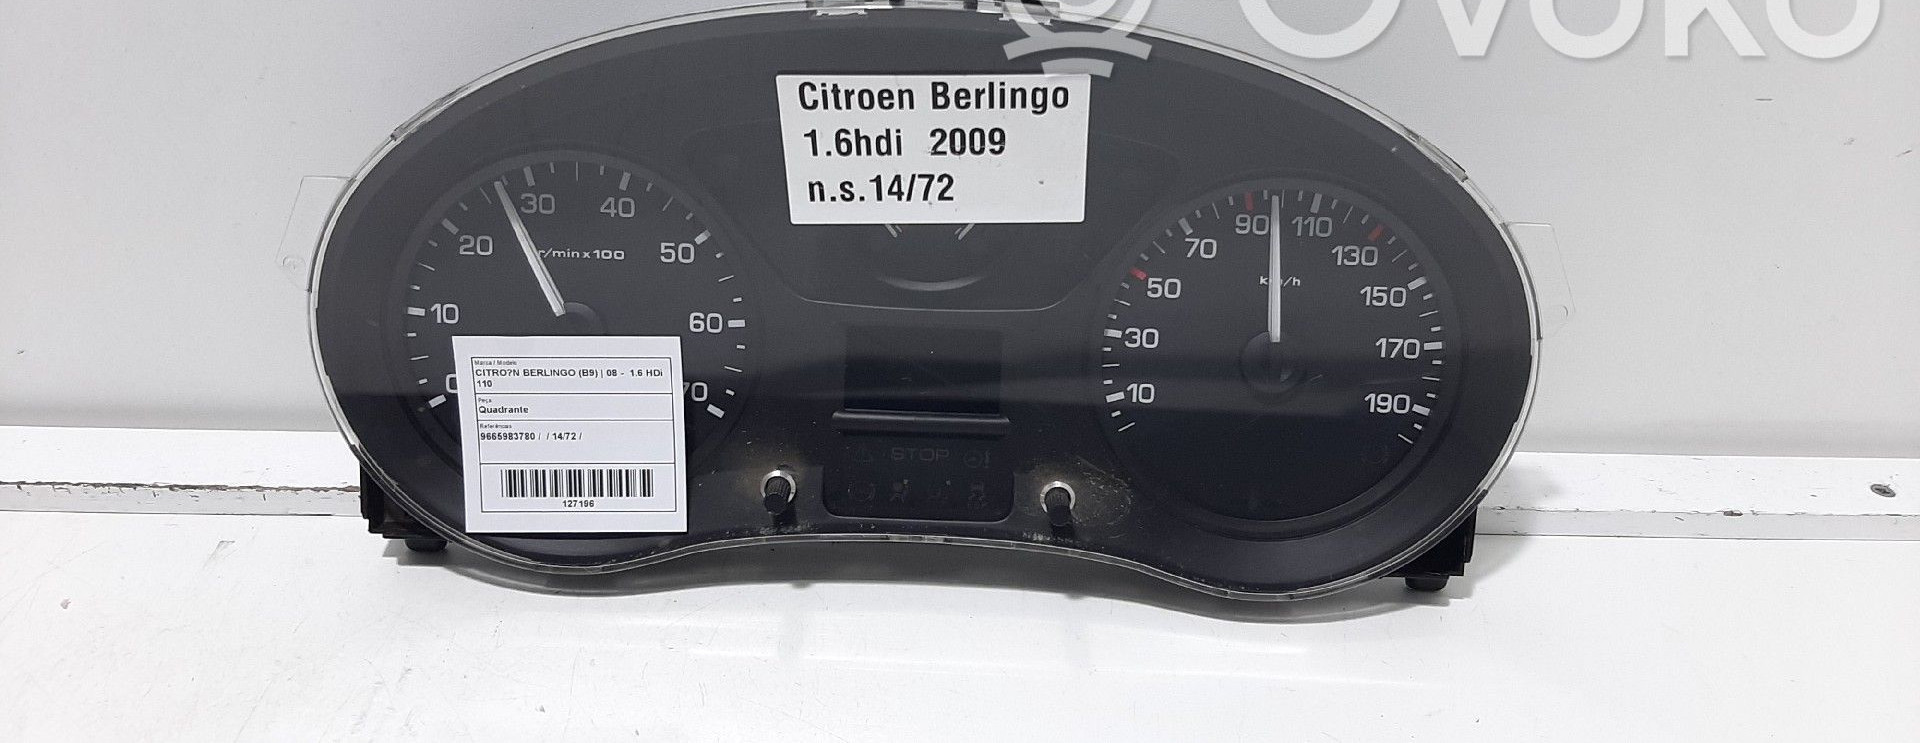 OVOKO
Citroen Berlingo
1.6hdi 2009
n.s.14/72
10
20
30
40
50
60
70
r/min x 100
10
30
50
70
90
110
130
150
170
190
km/h
STOP
Marca / Modelo
CITRO?N BERLINGO (B9) | 08 - 1.6 HDi
110
Peça
Quadrante
Referências
9665983780 / / 14/72 /
127196